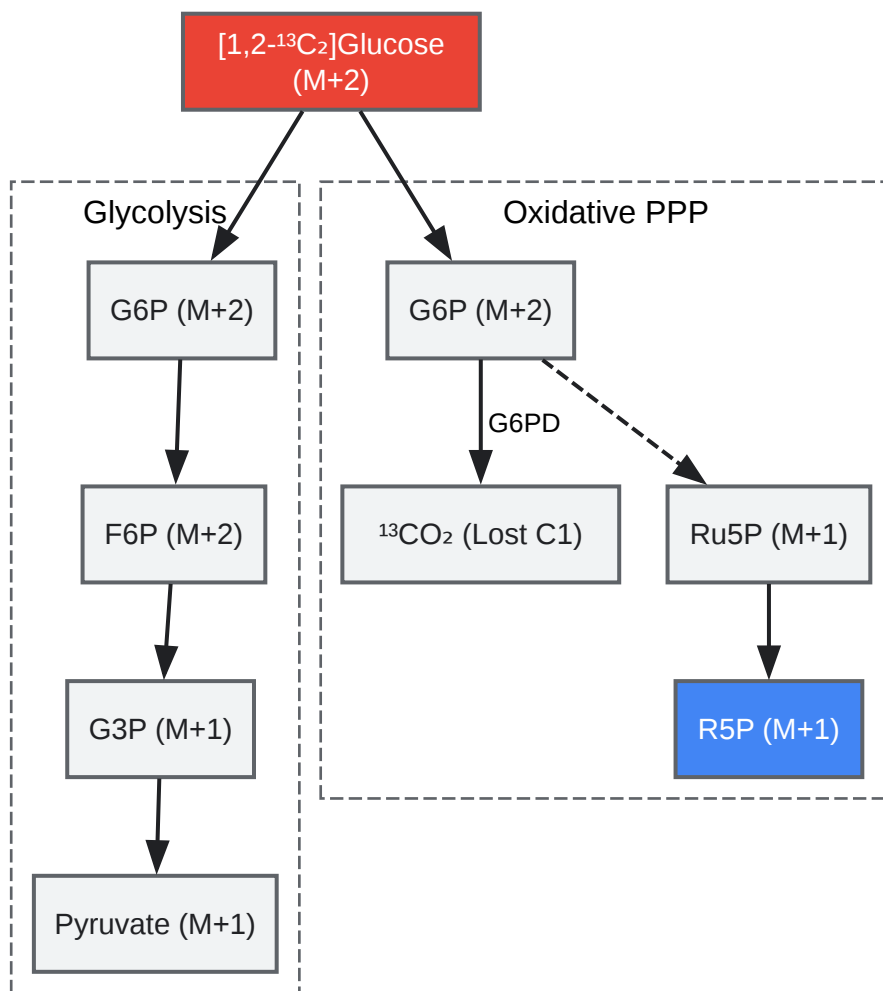 [1,2-¹³C₂]Glucose
(M+2)
Glycolysis
Oxidative PPP
G6P (M+2)
G6P (M+2)
G6PD
F6P (M+2)
¹³CO₂ (Lost C1)
Ru5P (M+1)
G3P (M+1)
R5P (M+1)
Pyruvate (M+1)